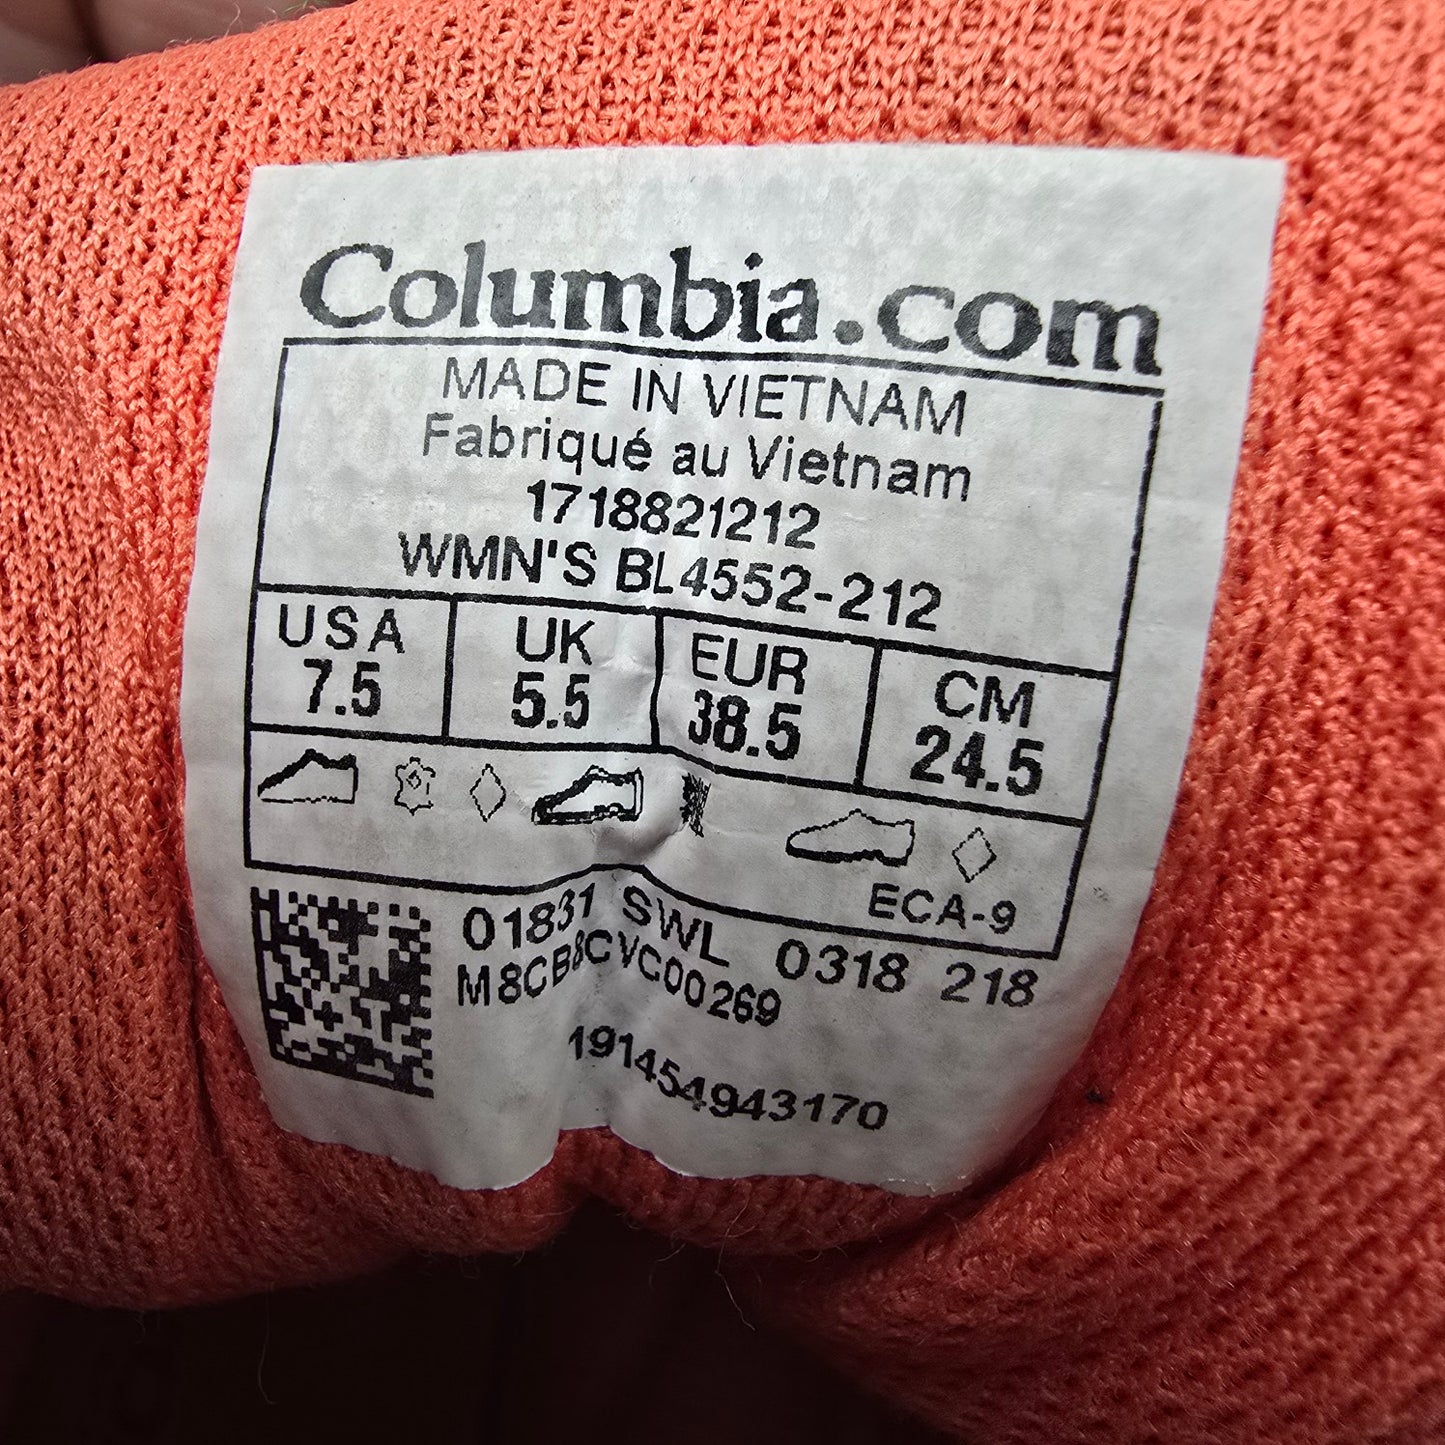 Columbia.com
MADE IN VIETNAM
Fabriqué au Vietnam
1718821212
WMN'S BL4552-212
USA UK EUR CM
7.5 5.5 38.5 24.5
ECA-9
01831 SWL 0318 218
M8CB8CVC00269
191454943170